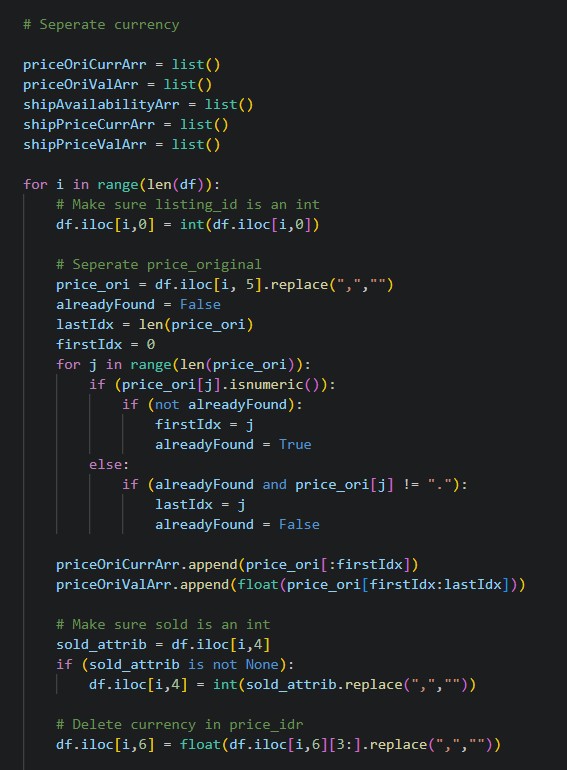 # Seperate currency
priceOriCurrArr = list()
priceOriValArr = list()
shipAvailabilityArr = list()
shipPriceCurrArr = list()
shipPriceValArr = list()
for i in range(len(df)):
# Make sure listing_id is an int
df.iloc[i,0] = int(df.iloc[i,0])
# Seperate price_original
price_ori = df.iloc[i, 5].replace(",","")
alreadyFound = False
lastIdx = len(price_ori)
firstIdx = 0
for j in range(len(price_ori)):
if (price_ori[j].isnumeric()):
if (not alreadyFound):
firstIdx = j
alreadyFound = True
else:
if (alreadyFound and price_ori[j] != "."):
lastIdx = j
alreadyFound = False
priceOriCurrArr.append(price_ori[:firstIdx])
priceOriValArr.append(float(price_ori[firstIdx:lastIdx]))
# Make sure sold is an int
sold_attrib = df.iloc[i,4]
if (sold_attrib is not None):
df.iloc[i,4] = int(sold_attrib.replace(",",""))
# Delete currency in price_idr
df.iloc[i,6] = float(df.iloc[i,6][3:].replace(",",""))